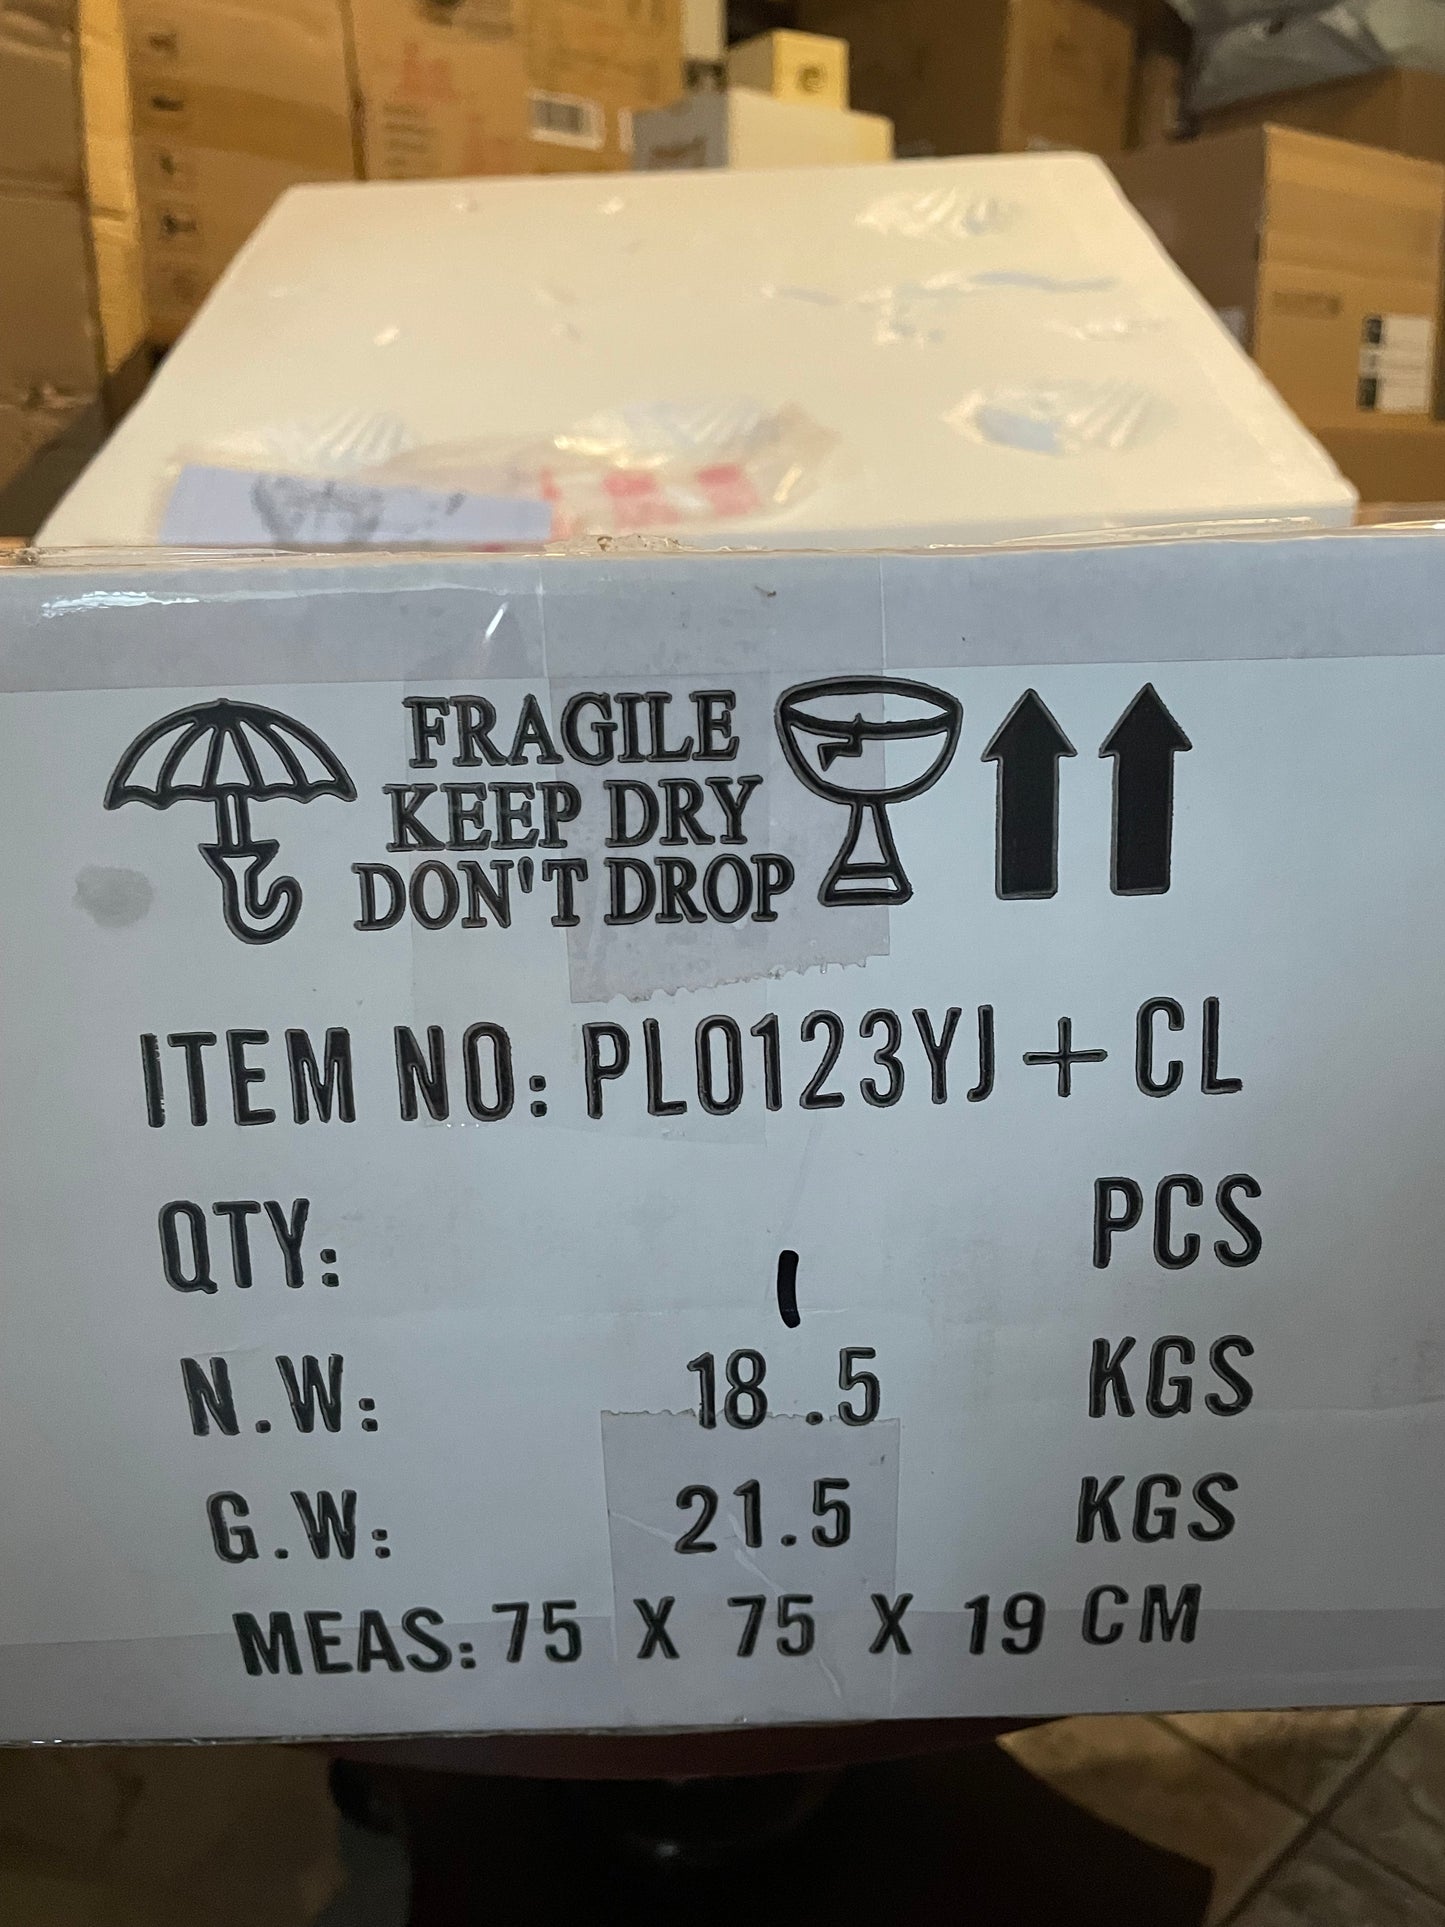 FRAGILE
KEEP DRY
DON'T DROP
ITEM NO: PL0123YJ + CL
QTY: 1 PCS
N.W: 18.5 KGS
G.W: 21.5 KGS
MEAS: 75 X 75 X 19 CM